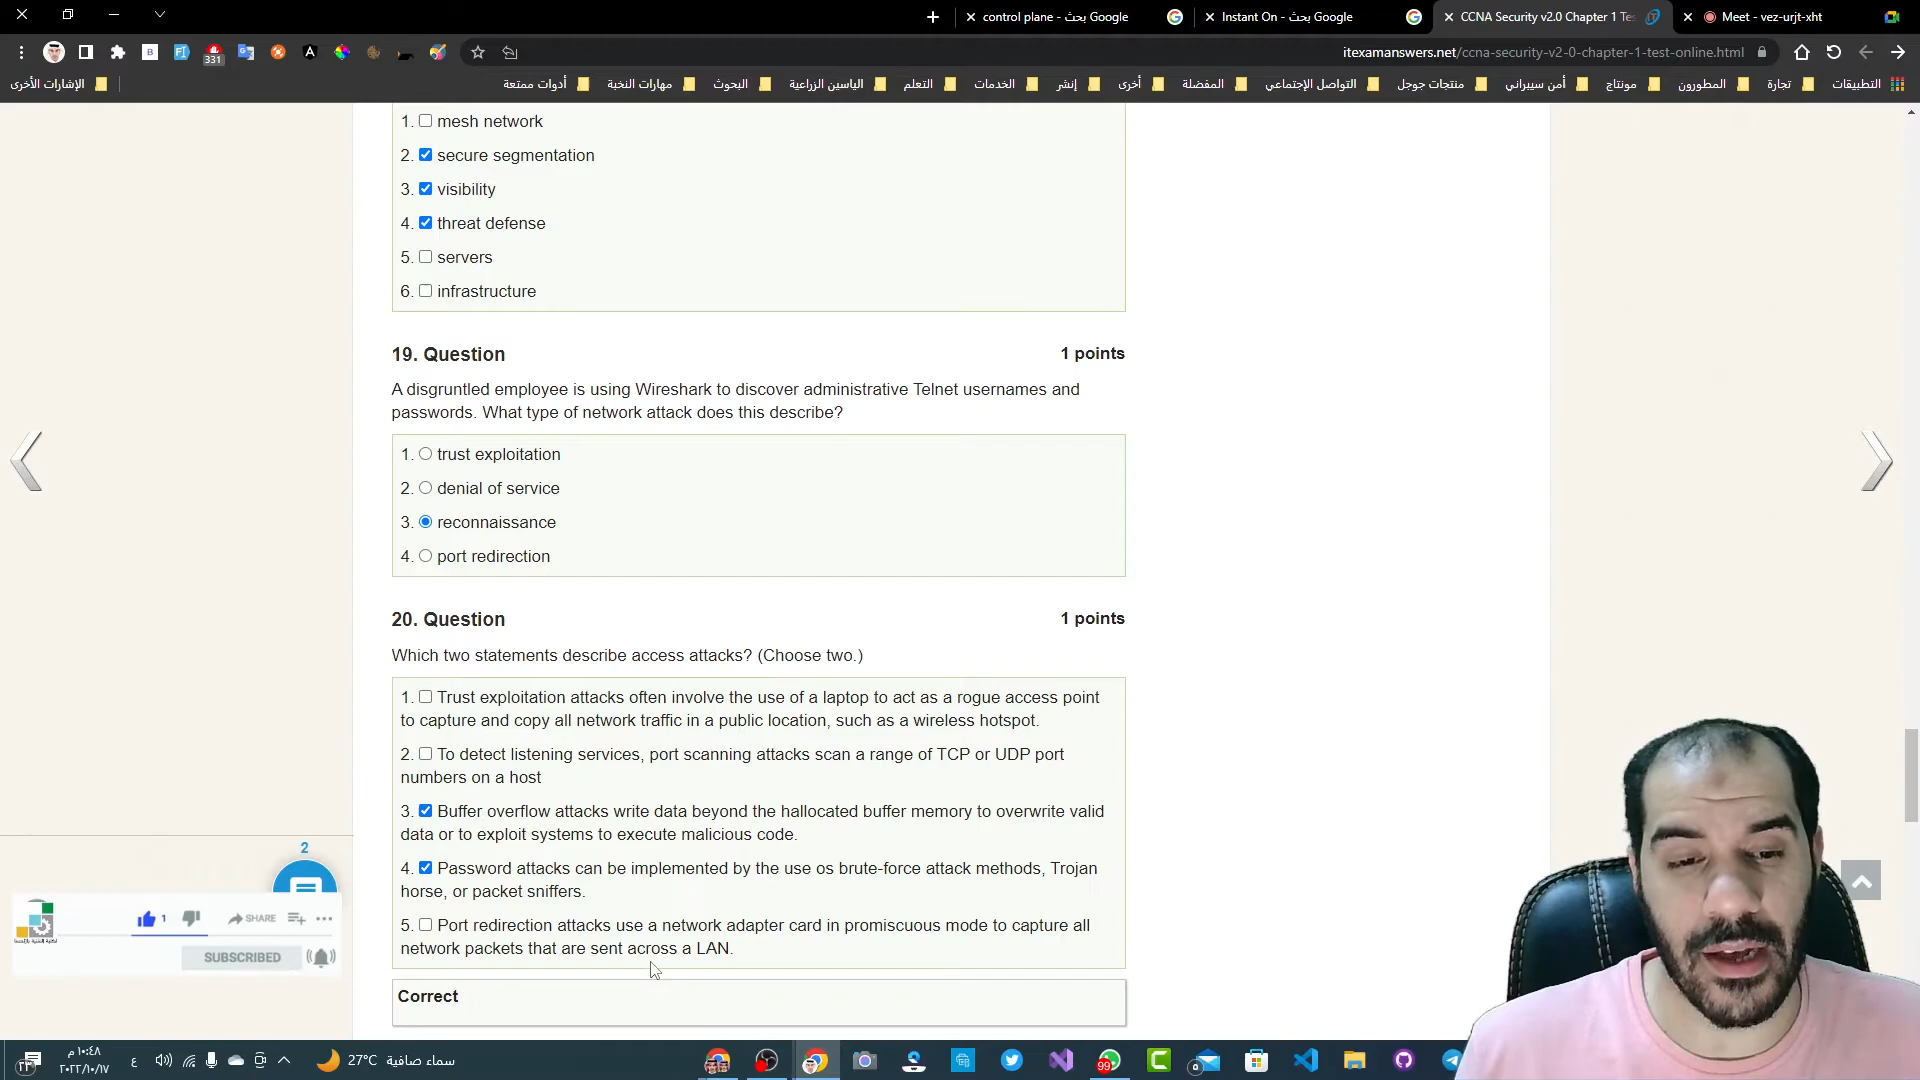 control plane - بحث Google
Instant On - بحث Google
CCNA Security v2.0 Chapter 1 Tes
Meet - vez-urjt-xht
331
itexamanswers.net/ccna-security-v2-0-chapter-1-test-online.html
الإشارات الأخرى
أدوات ممتعة
مهارات النخبة
البحوث
الياسين الزراعية
التعلم
الخدمات
إنشر
أخرى
المفضلة
التواصل الإجتماعي
منتجات جوجل
أمن سيبراني
مونتاج
المطورون
تجارة
التطبيقات
1. mesh network
2. secure segmentation
3. visibility
4. threat defense
5. servers
6. infrastructure
19. Question
1 points
A disgruntled employee is using Wireshark to discover administrative Telnet usernames and
passwords. What type of network attack does this describe?
1. trust exploitation
2. denial of service
3. reconnaissance
4. port redirection
20. Question
1 points
Which two statements describe access attacks? (Choose two.)
1. Trust exploitation attacks often involve the use of a laptop to act as a rogue access point
to capture and copy all network traffic in a public location, such as a wireless hotspot.
2. To detect listening services, port scanning attacks scan a range of TCP or UDP port
numbers on a host
3. Buffer overflow attacks write data beyond the hallocated buffer memory to overwrite valid
data or to exploit systems to execute malicious code.
4. Password attacks can be implemented by the use os brute-force attack methods, Trojan
horse, or packet sniffers.
5. Port redirection attacks use a network adapter card in promiscuous mode to capture all
network packets that are sent across a LAN.
Correct
2
1
SHARE
SUBSCRIBED
١٠:٤٨ م
٢٠٢٢/١٠/١٧
ع
27°C سماء صافية
99